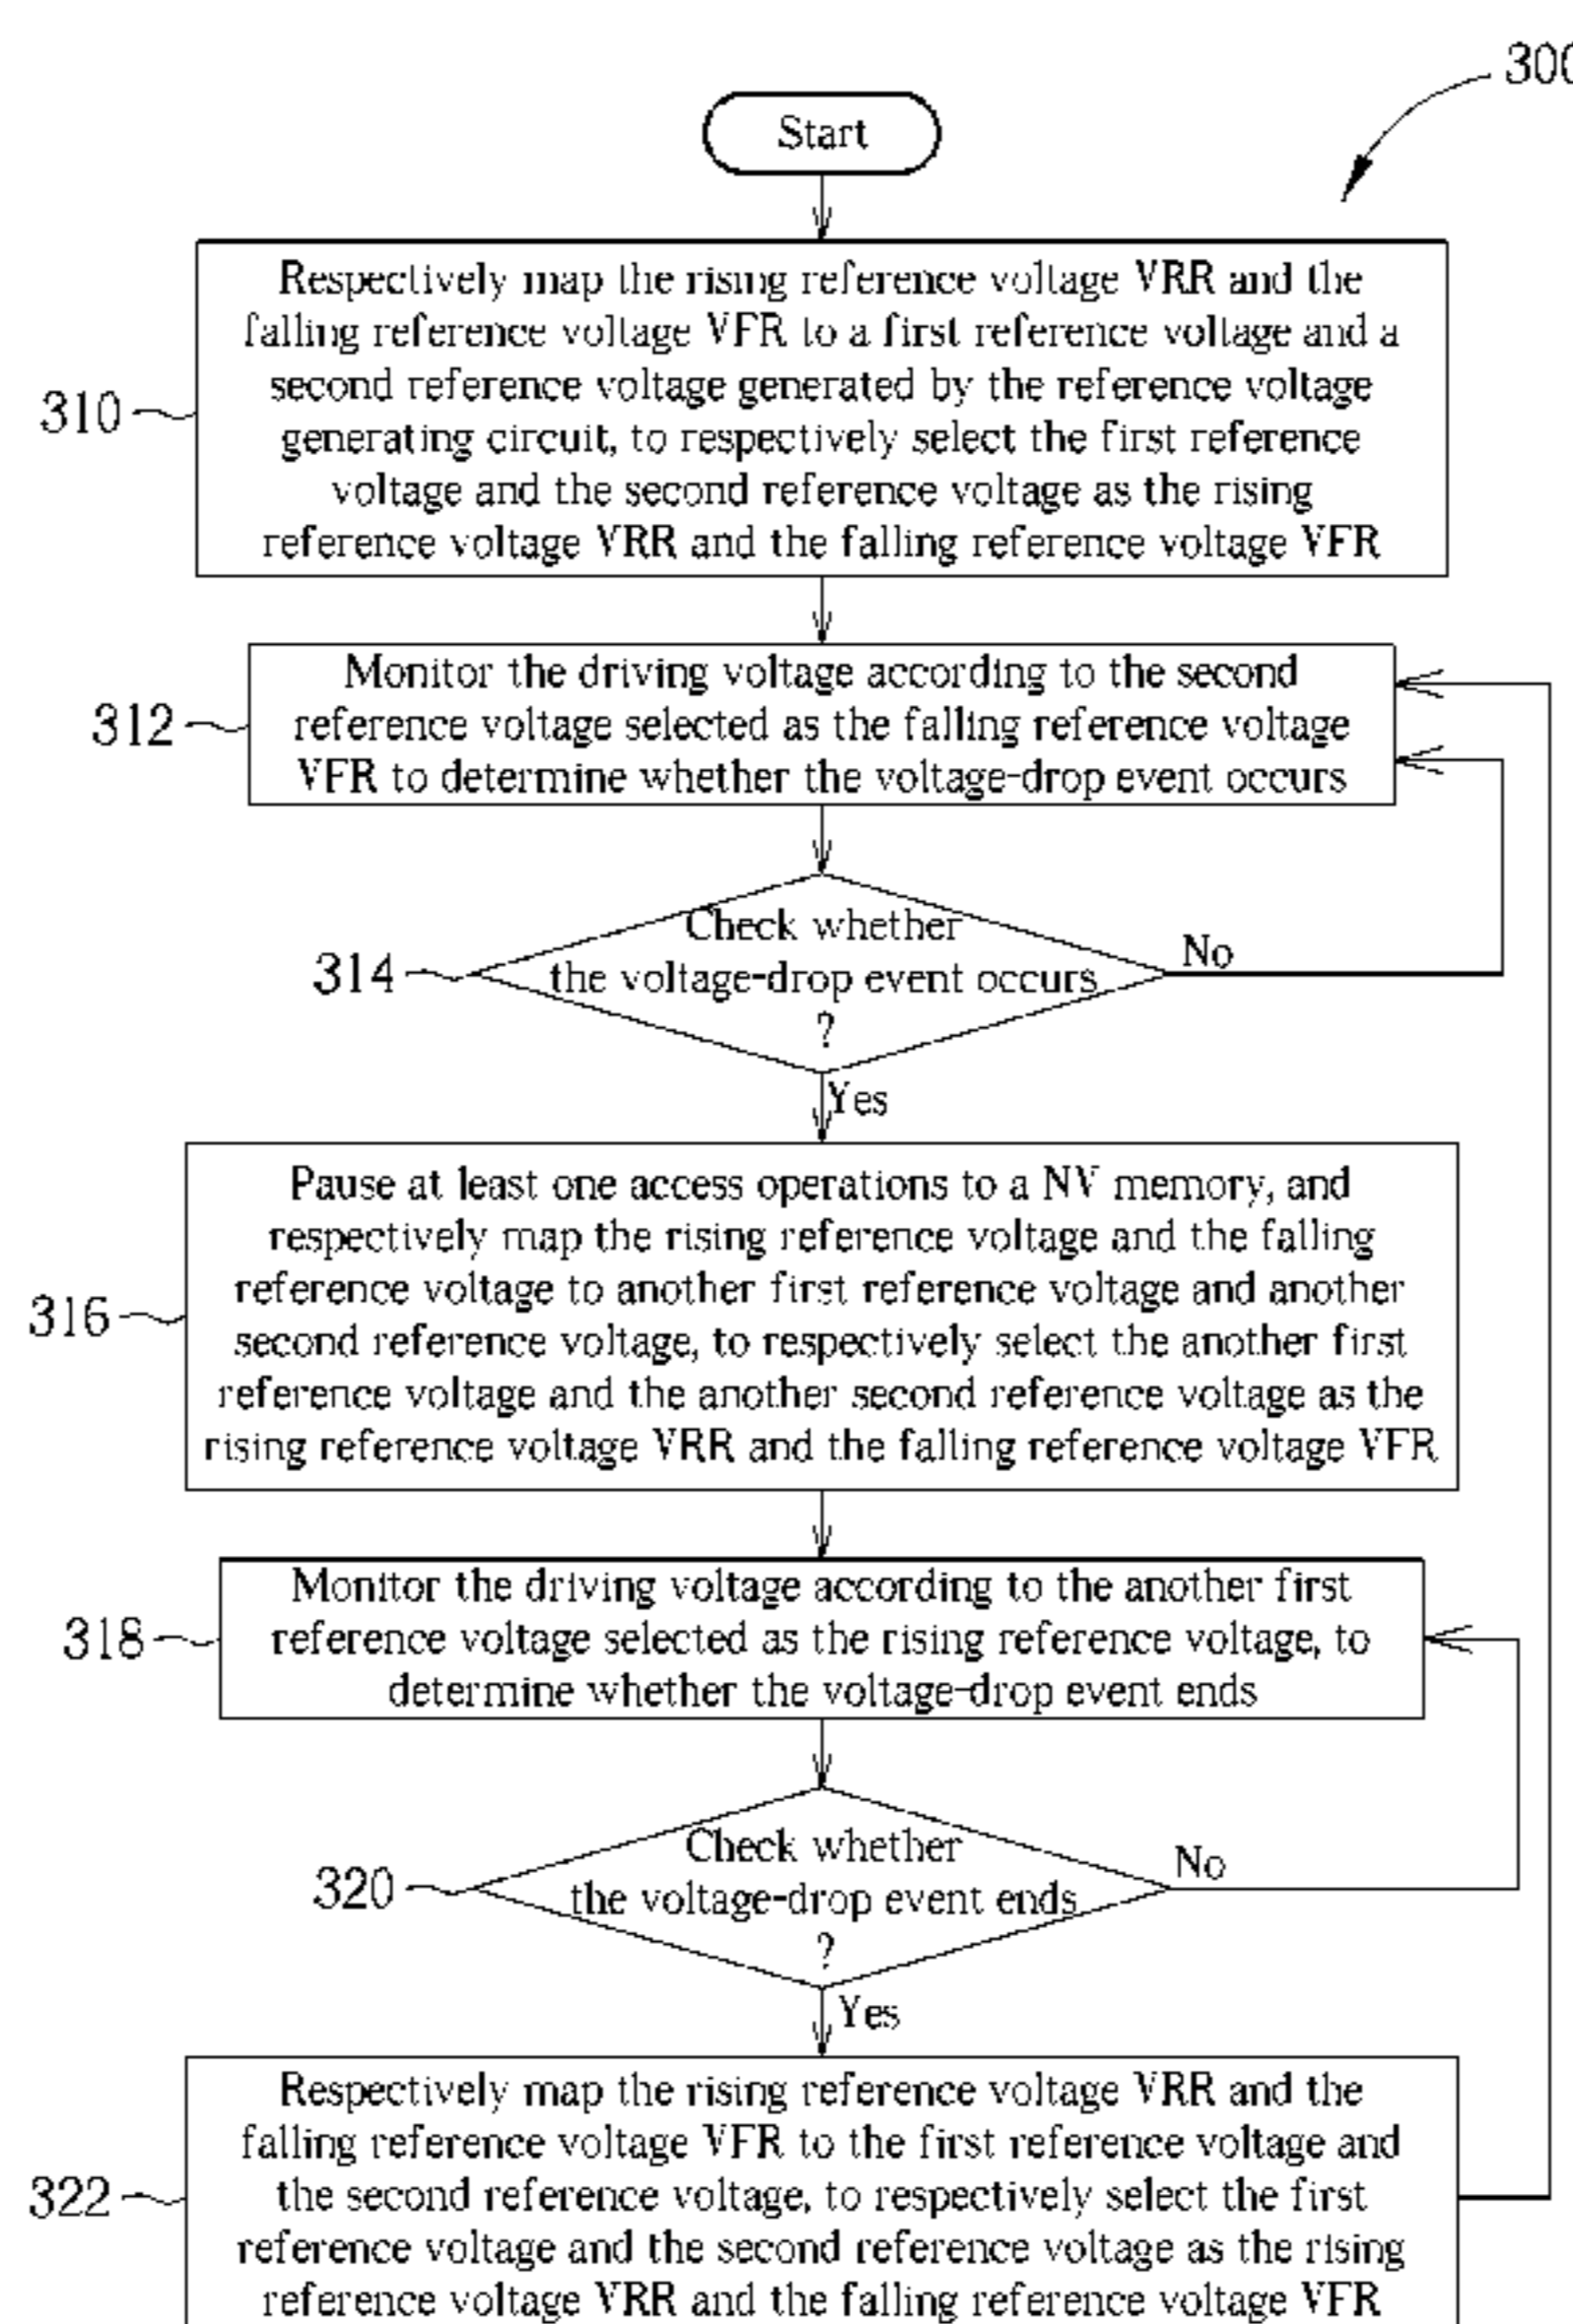 300
Start
310
Respectively map the rising reference voltage VRR and the
falling reference voltage VFR to a first reference voltage and a
second reference voltage generated by the reference voltage
generating circuit, to respectively select the first reference
voltage and the second reference voltage as the rising
reference voltage VRR and the falling reference voltage VFR
312
Monitor the driving voltage according to the second
reference voltage selected as the falling reference voltage
VFR to determine whether the voltage-drop event occurs
314
Check whether
the voltage-drop event occurs
?
No
Yes
316
Pause at least one access operations to a NV memory, and
respectively map the rising reference voltage and the falling
reference voltage to another first reference voltage and another
second reference voltage, to respectively select the another first
reference voltage and the another second reference voltage as the
rising reference voltage VRR and the falling reference voltage VFR
318
Monitor the driving voltage according to the another first
reference voltage selected as the rising reference voltage, to
determine whether the voltage-drop event ends
320
Check whether
the voltage-drop event ends
?
No
Yes
322
Respectively map the rising reference voltage VRR and the
falling reference voltage VFR to the first reference voltage and
the second reference voltage, to respectively select the first
reference voltage and the second reference voltage as the rising
reference voltage VRR and the falling reference voltage VFR